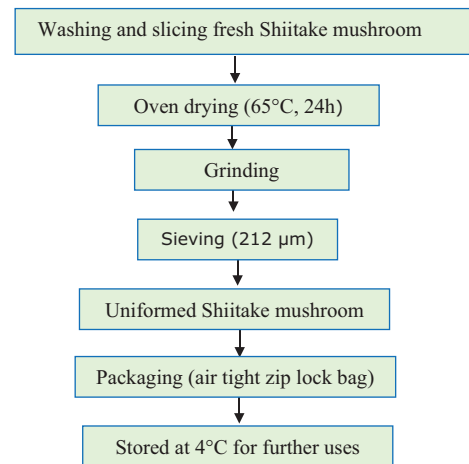 Washing and slicing fresh Shiitake mushroom
Oven drying (65°C, 24h)
Grinding
Sieving (212 µm)
Uniformed Shiitake mushroom
Packaging (air tight zip lock bag)
Stored at 4°C for further uses